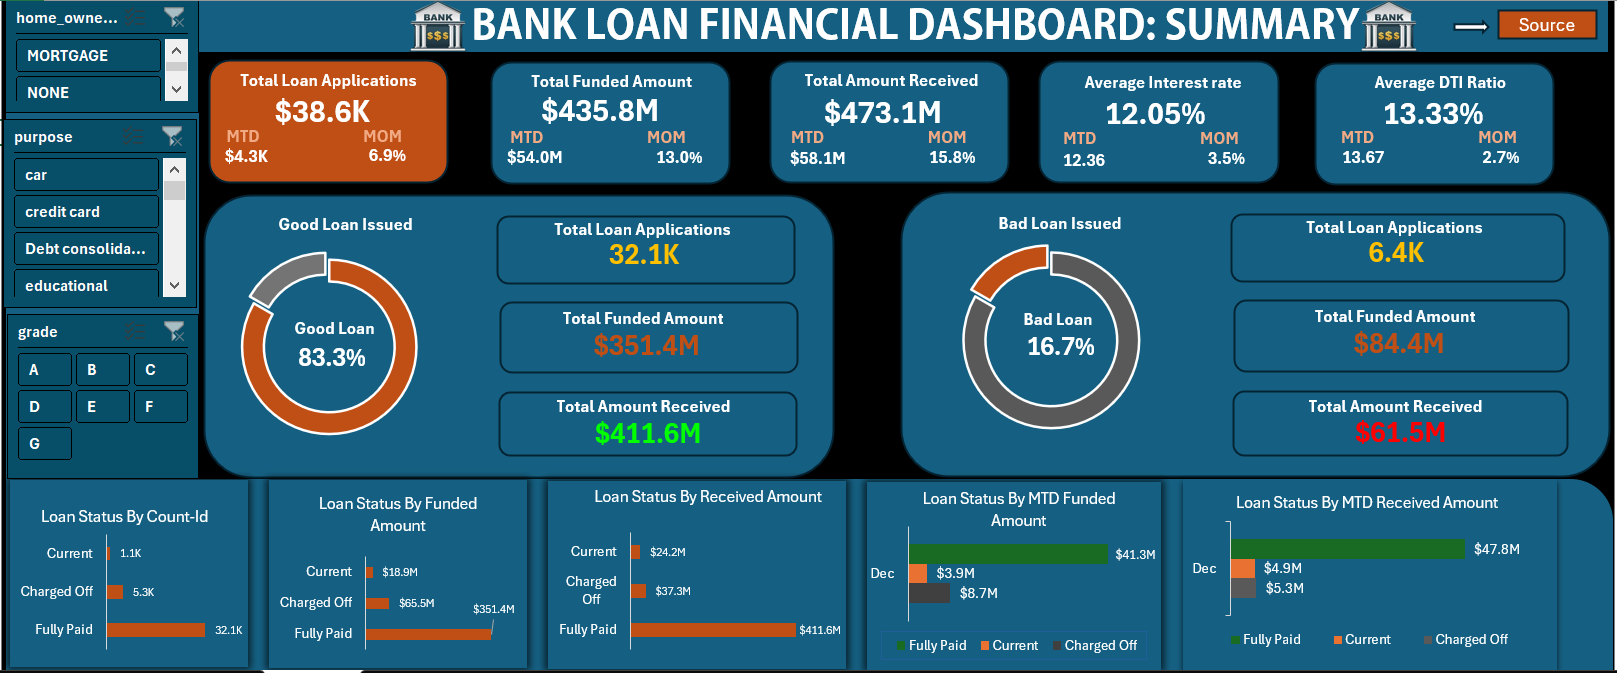 home_owne...
MORTGAGE
NONE
purpose
car
credit card
Debt consolida...
educational
grade
A B C
D E F
G
BANK
$$$
BANK LOAN FINANCIAL DASHBOARD: SUMMARY
BANK
$$$
Source
Total Loan Applications
$38.6K
MTD MOM
$4.3K 6.9%
Total Funded Amount
$435.8M
MTD MOM
$54.0M 13.0%
Total Amount Received
$473.1M
MTD MOM
$58.1M 15.8%
Average Interest rate
12.05%
MTD MOM
12.36 3.5%
Average DTI Ratio
13.33%
MTD MOM
13.67 2.7%
Good Loan Issued
Good Loan
83.3%
Total Loan Applications
32.1K
Total Funded Amount
$351.4M
Total Amount Received
$411.6M
Bad Loan Issued
Bad Loan
16.7%
Total Loan Applications
6.4K
Total Funded Amount
$84.4M
Total Amount Received
$61.5M
Loan Status By Count-Id
Current 1.1K
Charged Off 5.3K
Fully Paid 32.1K
Loan Status By Funded
Amount
Current $18.9M
Charged Off $65.5M
Fully Paid $351.4M
Loan Status By Received Amount
Current $24.2M
Charged
Off $37.3M
Fully Paid $411.6M
Loan Status By MTD Funded
Amount
$41.3M
Dec $3.9M
$8.7M
Fully Paid Current Charged Off
Loan Status By MTD Received Amount
$47.8M
Dec $4.9M
$5.3M
Fully Paid Current Charged Off